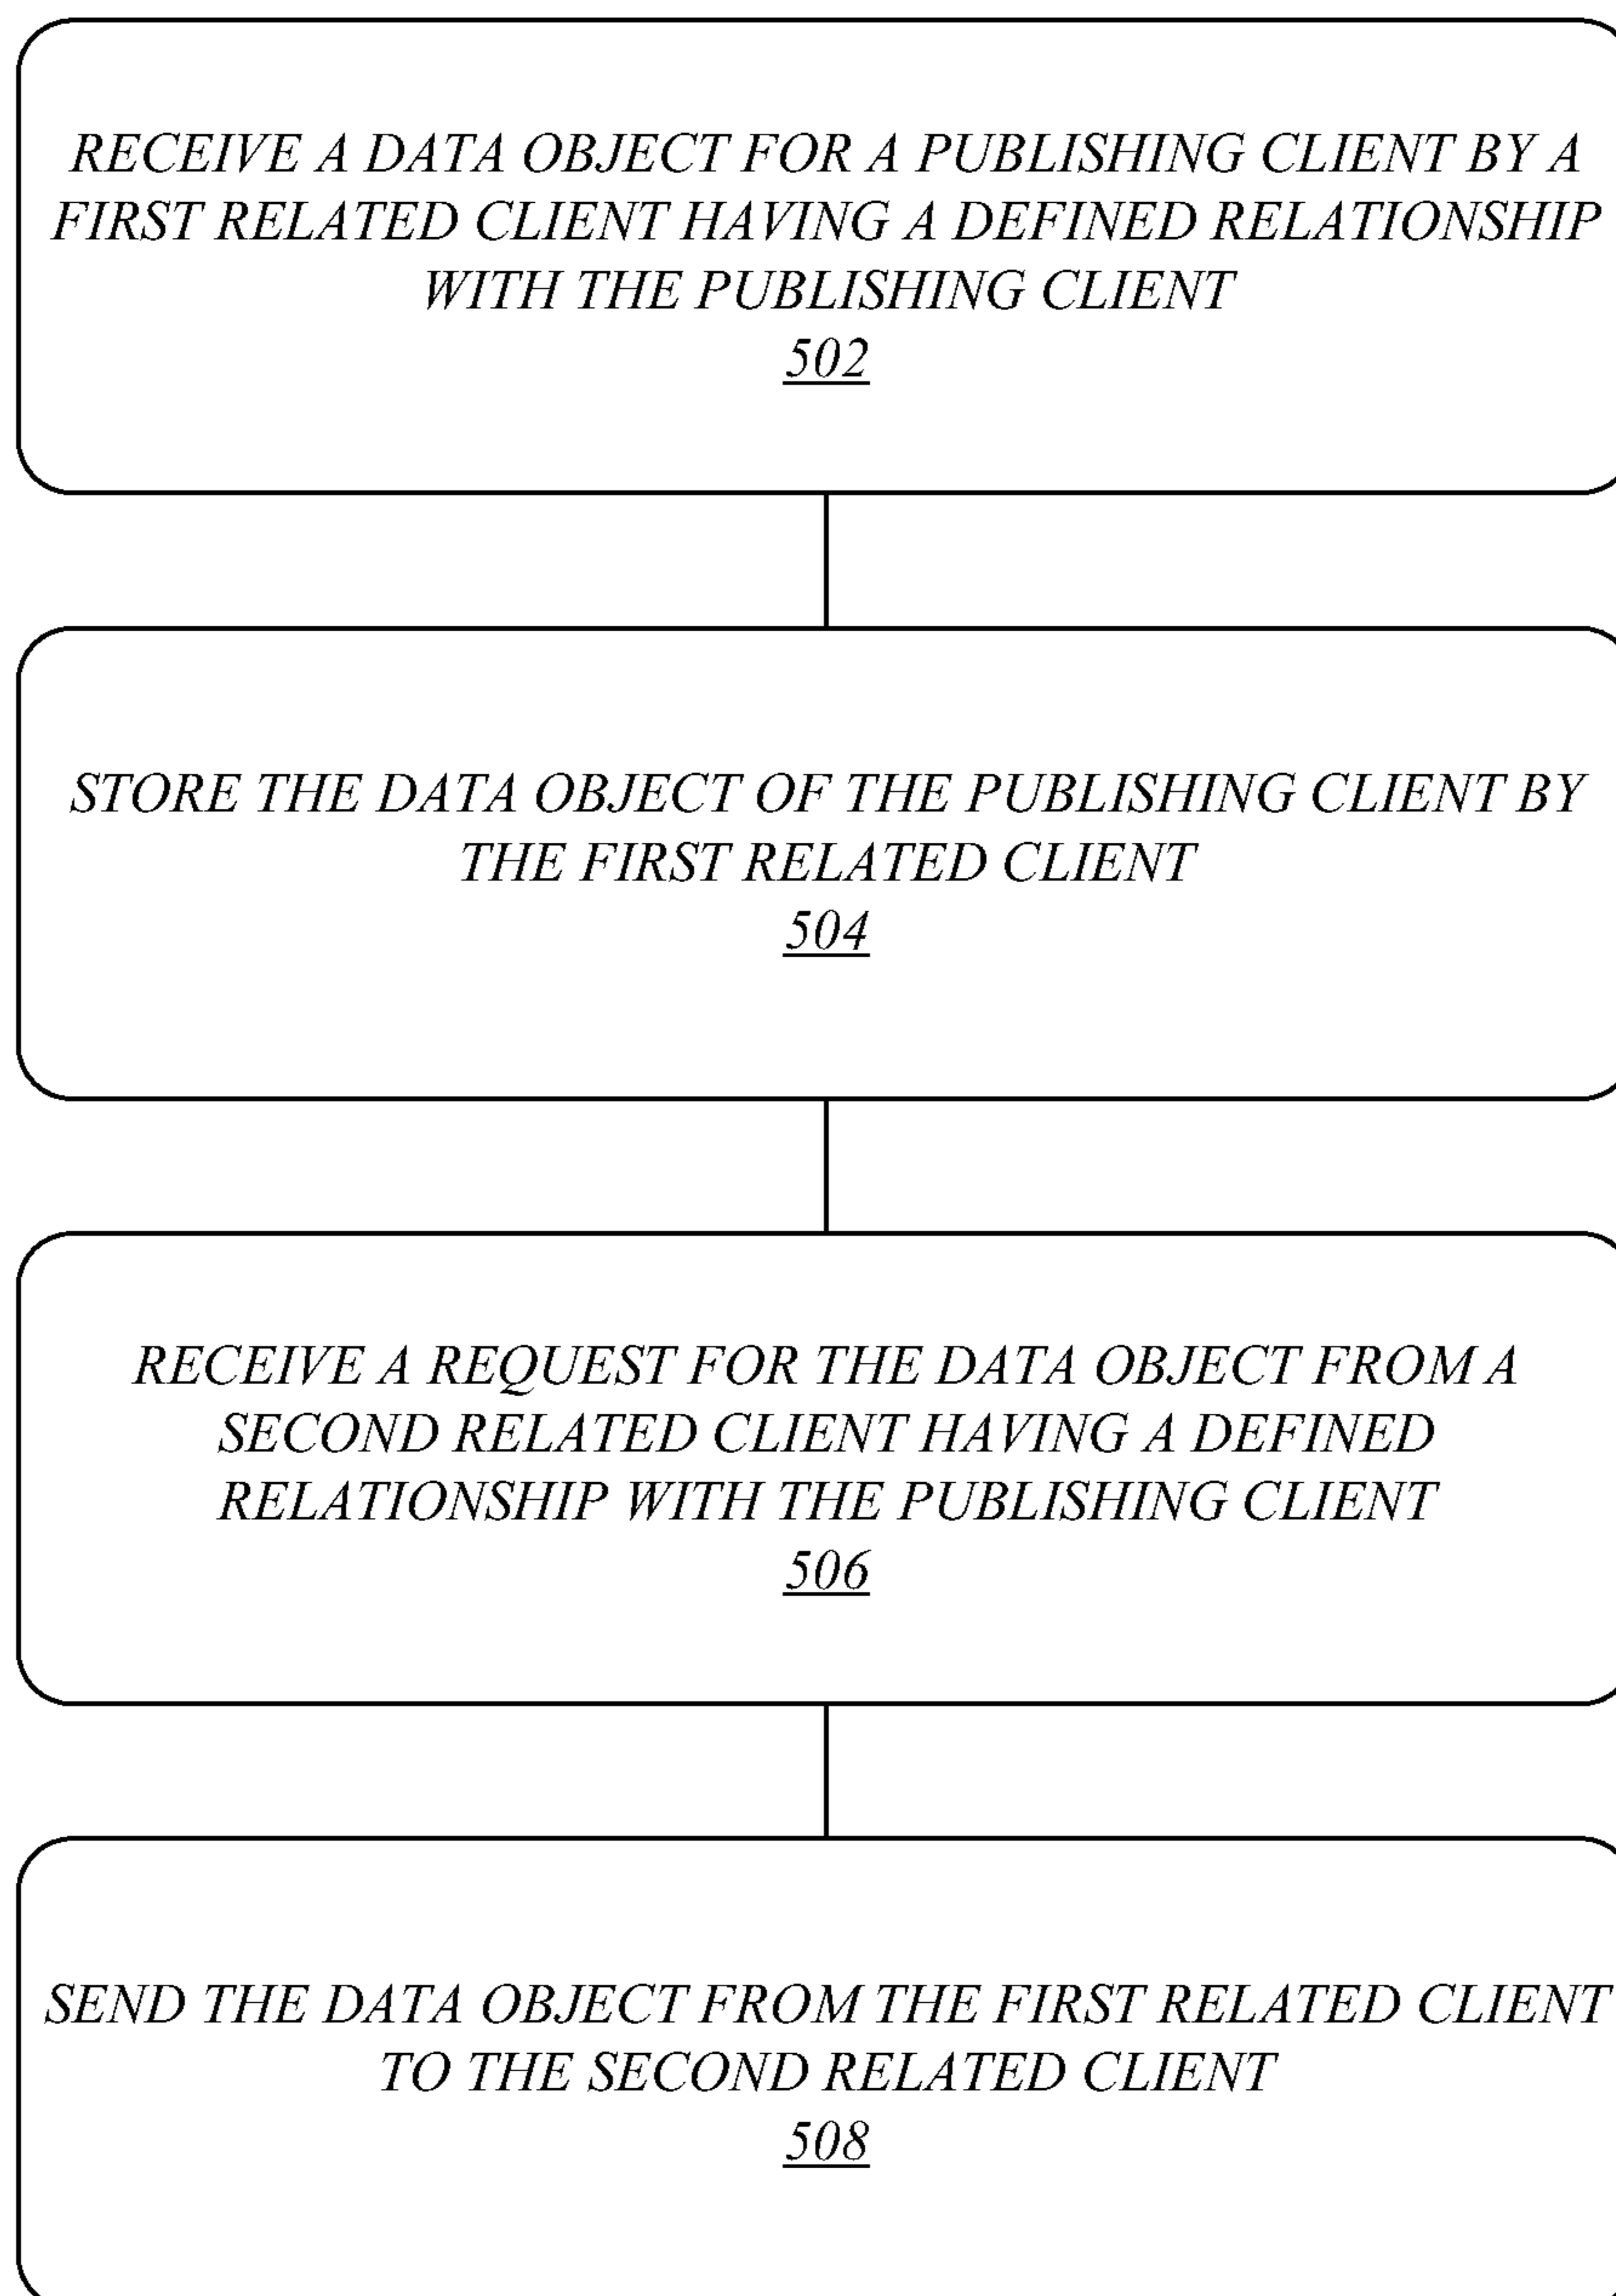 RECEIVE A DATA OBJECT FOR A PUBLISHING CLIENT BY A
FIRST RELATED CLIENT HAVING A DEFINED RELATIONSHIP
WITH THE PUBLISHING CLIENT
502
STORE THE DATA OBJECT OF THE PUBLISHING CLIENT BY
THE FIRST RELATED CLIENT
504
RECEIVE A REQUEST FOR THE DATA OBJECT FROM A
SECOND RELATED CLIENT HAVING A DEFINED
RELATIONSHIP WITH THE PUBLISHING CLIENT
506
SEND THE DATA OBJECT FROM THE FIRST RELATED CLIENT
TO THE SECOND RELATED CLIENT
508